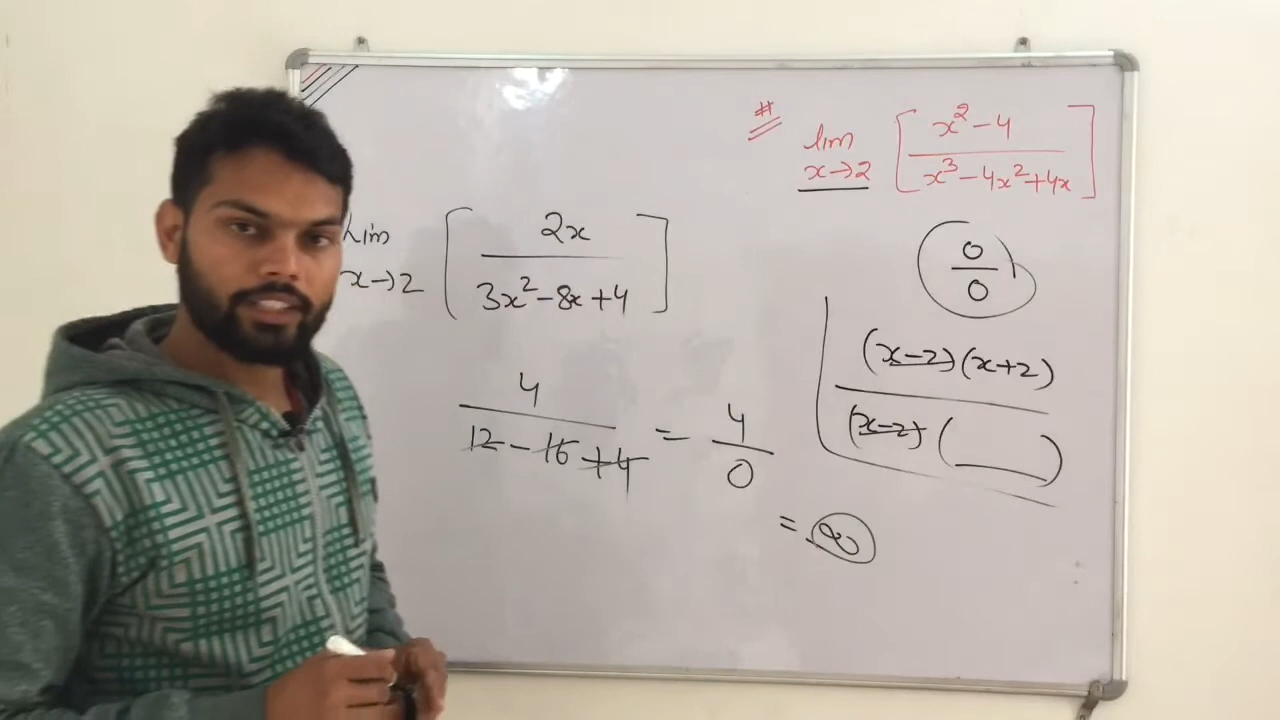 #
lim x→2 [ (x² - 4) / (x³ - 4x² + 4x) ]
0/0
lim x→2 [ 2x / (3x² - 8x + 4) ]
4 / (12 - 16 + 4) = 4/0
= ∞
(x-2)(x+2)
(x-2)( __ )